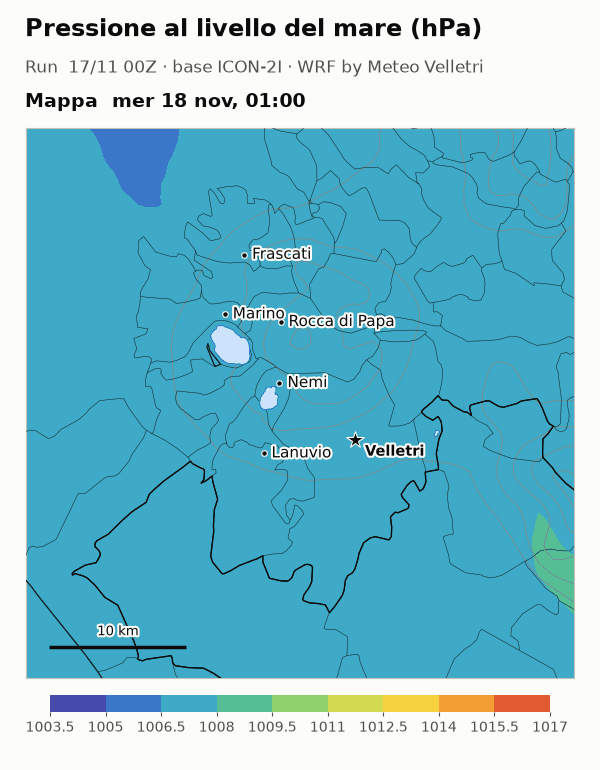 Pressione al livello del mare (hPa)
Run  17/11 00Z · base ICON-2I · WRF by Meteo Velletri
Mappa  mer 18 nov, 01:00
Frascati
Marino
Rocca di Papa
Nemi
Velletri
Lanuvio
10 km
1003.5 1005 1006.5 1008 1009.5 1011 1012.5 1014 1015.5 1017